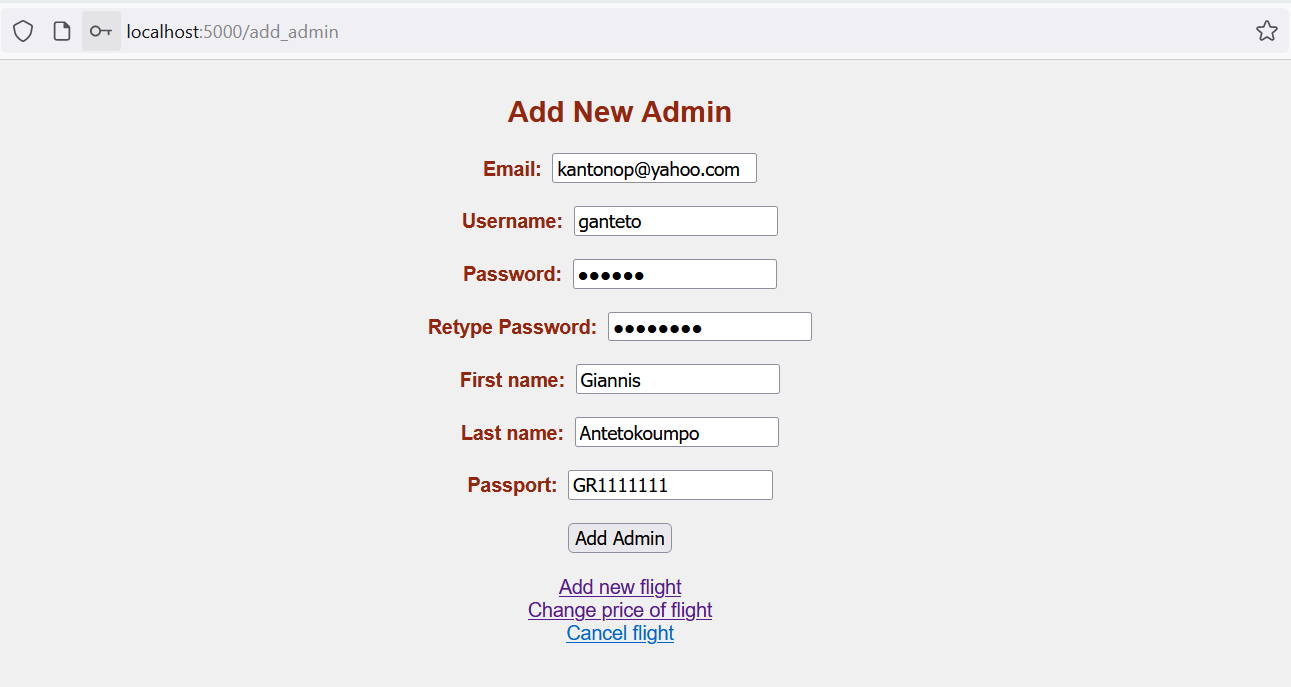 localhost:5000/add_admin
Add New Admin
Email: kantonop@yahoo.com
Username: ganteto
Password: ●●●●●●
Retype Password: ●●●●●●●●
First name: Giannis
Last name: Antetokoumpo
Passport: GR1111111
Add Admin
Add new flight
Change price of flight
Cancel flight